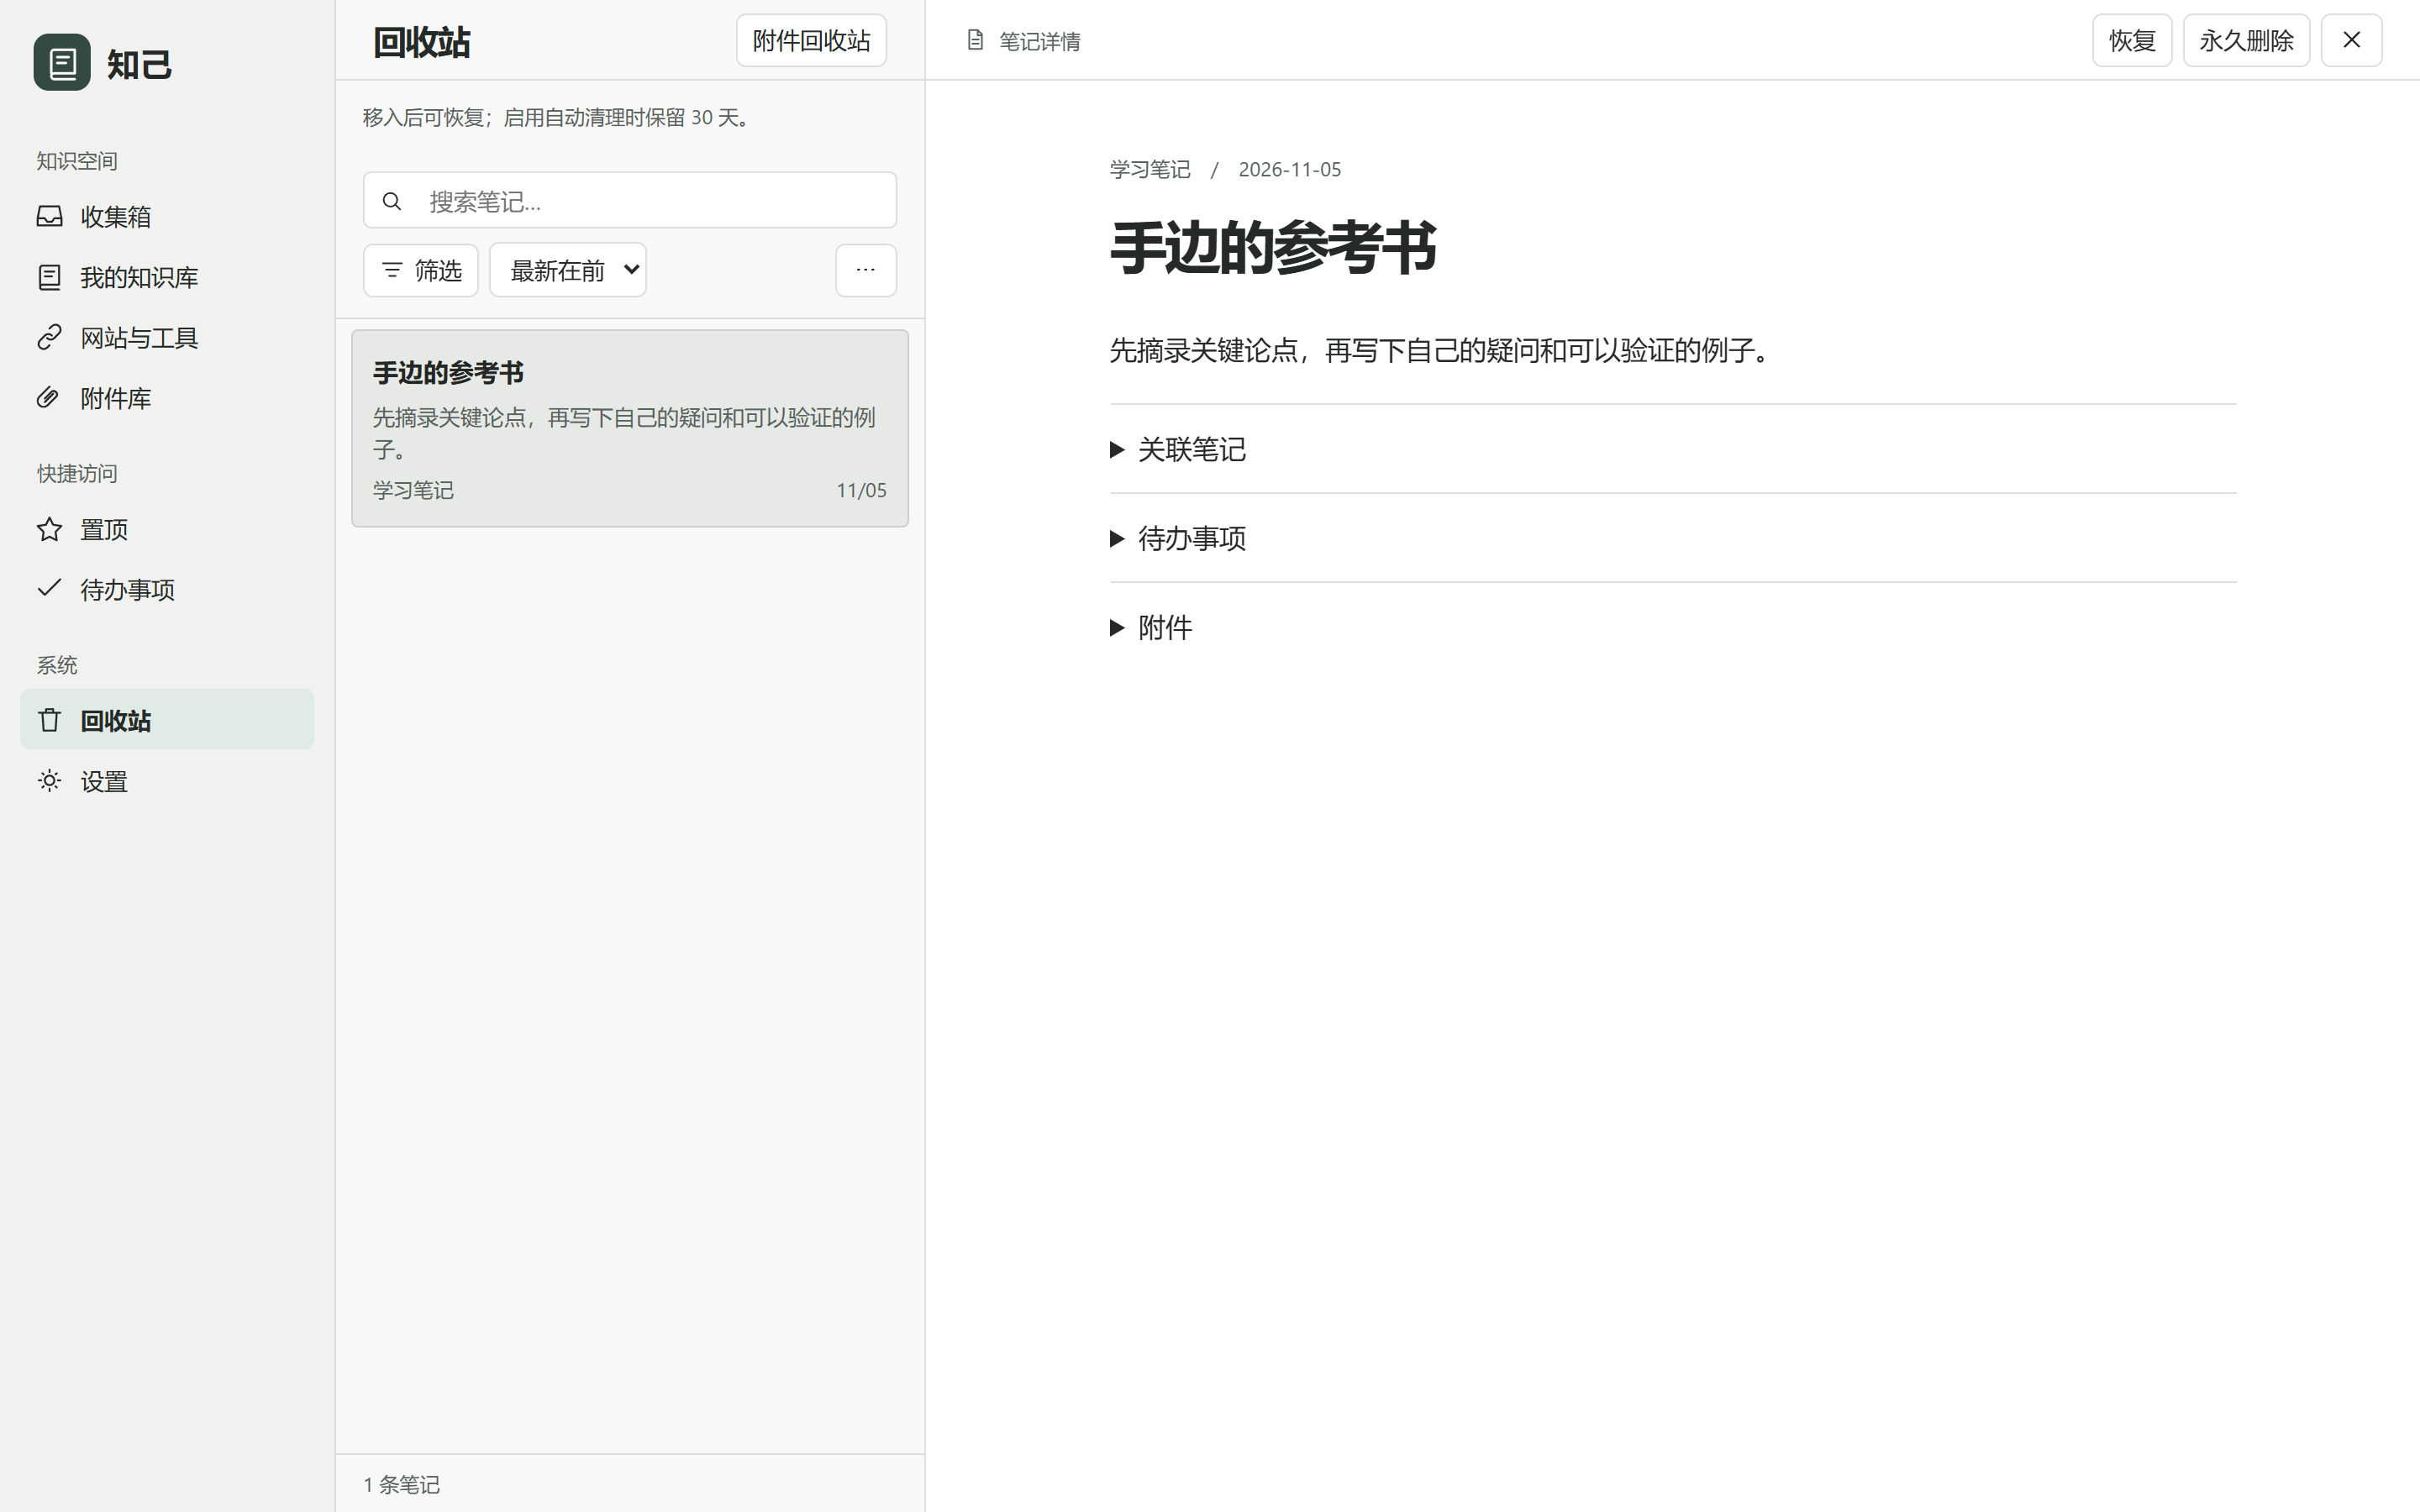 知己
知识空间
收集箱
我的知识库
网站与工具
附件库
快捷访问
置顶
待办事项
系统
回收站
设置
回收站
附件回收站
移入后可恢复；启用自动清理时保留 30 天。
搜索笔记...
筛选
最新在前
手边的参考书
先摘录关键论点，再写下自己的疑问和可以验证的例
子。
学习笔记
11/05
1 条笔记
笔记详情
恢复
永久删除
学习笔记 / 2026-11-05
手边的参考书
先摘录关键论点，再写下自己的疑问和可以验证的例子。
关联笔记
待办事项
附件